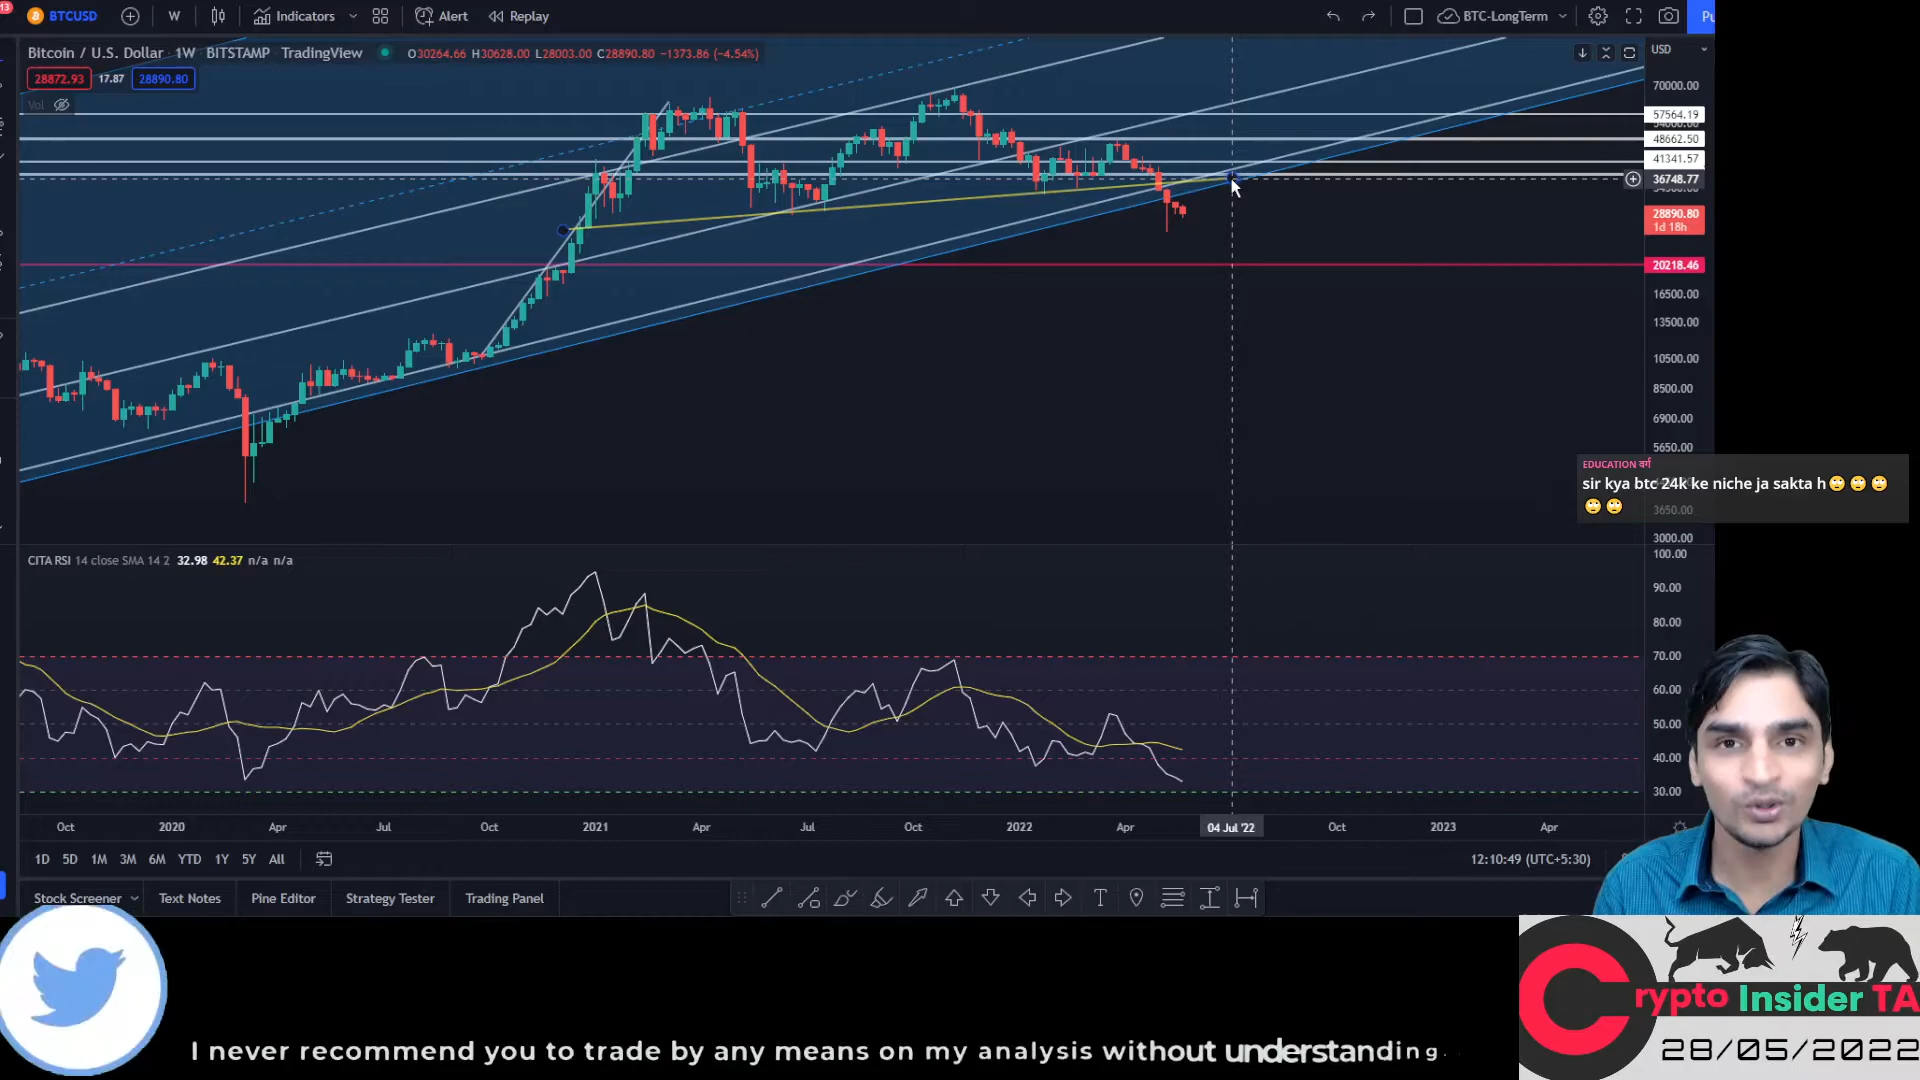 13
BTCUSD
W
Indicators
Alert
Replay
BTC-LongTerm
Pu
Bitcoin / U.S. Dollar 1W BITSTAMP TradingView
O30264.66 H30628.00 L28003.00 C28890.80 −1373.86 (−4.54%)
USD
28872.93 17.87 28890.80
Vol
70000.00
57564.19
48662.50
41341.57
36748.77
28890.80
1d 18h
20218.46
16500.00
13500.00
10500.00
8500.00
6900.00
5650.00
EDUCATION वर्ग
sir kya btc 24k ke niche ja sakta h🙄🙄🙄
🙄🙄
3650.00
3000.00
CITA RSI 14 close SMA 14 2 32.98 42.37 n/a n/a
100.00
90.00
80.00
70.00
60.00
50.00
40.00
30.00
Oct 2020 Apr Jul Oct 2021 Apr Jul Oct 2022 Apr 04 Jul '22 Oct 2023 Apr
1D 5D 1M 3M 6M YTD 1Y 5Y All
12:10:49 (UTC+5:30)
Stock Screener Text Notes Pine Editor Strategy Tester Trading Panel
Crypto Insider TA
28/05/2022
I never recommend you to trade by any means on my analysis without understanding.